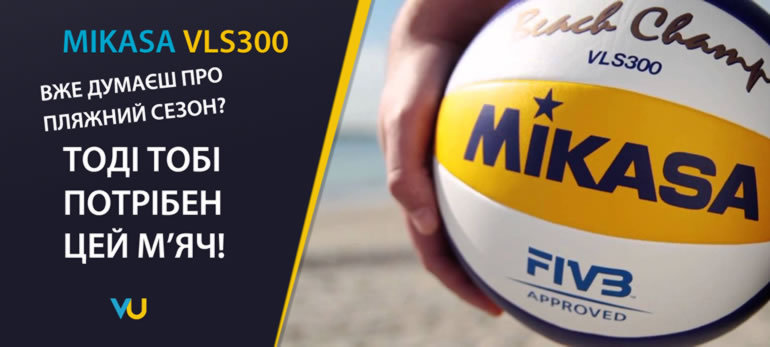 MIKASA VLS300
ВЖЕ ДУМАЄШ ПРО
ПЛЯЖНИЙ СЕЗОН?
ТОДІ ТОБІ
ПОТРІБЕН
ЦЕЙ М’ЯЧ!
VU
Beach Champ
VLS300
MIKASA
FIVB
APPROVED